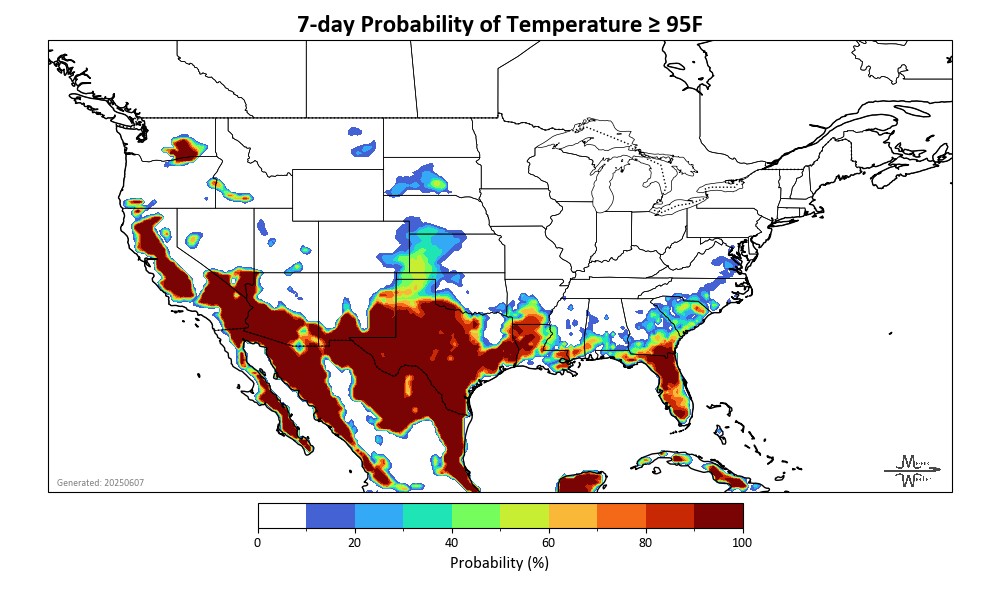 7-day Probability of Temperature ≥ 95F
Generated: 20250607
0 20 40 60 80 100
Probability (%)